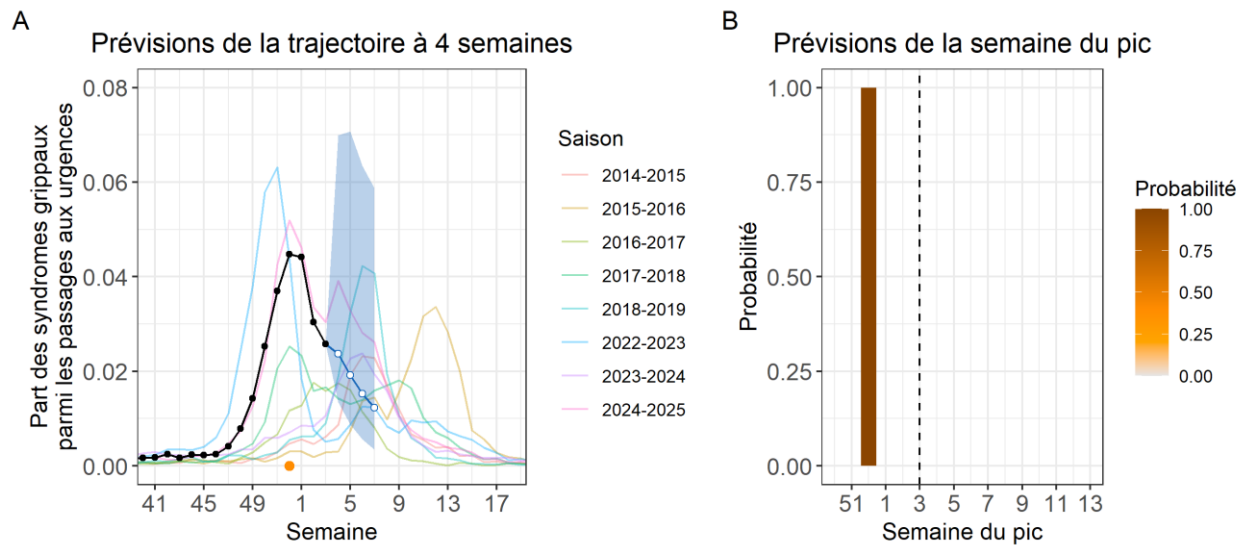 A
Prévisions de la trajectoire à 4 semaines
Part des syndromes grippaux
parmi les passages aux urgences
0.08
0.06
0.04
0.02
0.00
41 45 49 1 5 9 13 17
Semaine
Saison
2014-2015
2015-2016
2016-2017
2017-2018
2018-2019
2022-2023
2023-2024
2024-2025
B
Prévisions de la semaine du pic
Probabilité
1.00
0.75
0.50
0.25
0.00
51 1 3 5 7 9 11 13
Semaine du pic
Probabilité
1.00
0.75
0.50
0.25
0.00